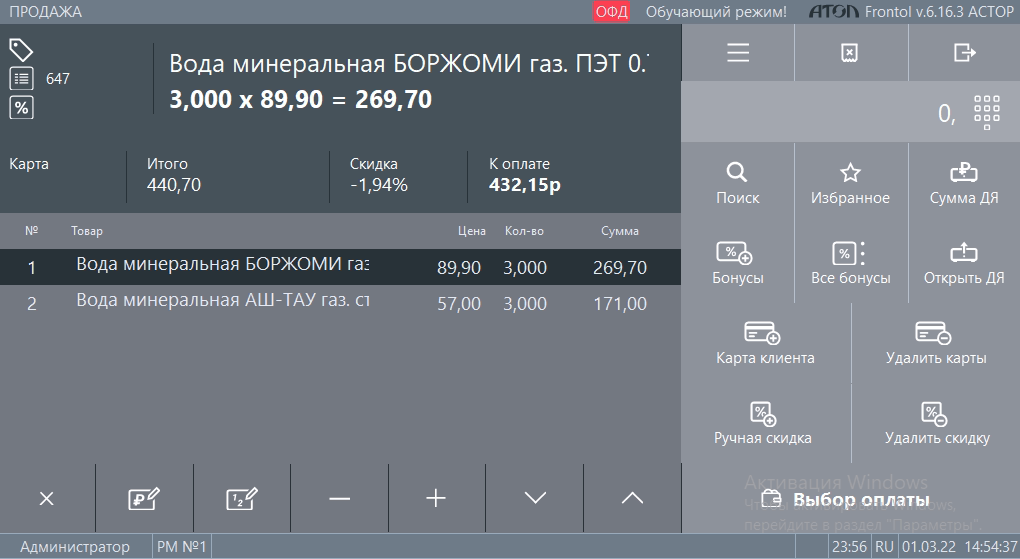 ПРОДАЖА ОФД Обучающий режим! ATOL Frontol v.6.16.3 АСТОР
647
%
Вода минеральная БОРЖОМИ газ. ПЭТ 0.
3,000 x 89,90 = 269,70
0,
Карта Итого Скидка К оплате
440,70 -1,94% 432,15р
№ Товар Цена Кол-во Сумма
1 Вода минеральная БОРЖОМИ газ 89,90 3,000 269,70
2 Вода минеральная АШ-ТАУ газ. ст 57,00 3,000 171,00
Поиск Избранное Сумма ДЯ
Бонусы Все бонусы Открыть ДЯ
Карта клиента Удалить карты
Ручная скидка Удалить скидку
Активация Windows
Выбор оплаты
Чтобы активировать Windows,
перейдите в раздел "Параметры".
Администратор РМ №1 23:56 RU 01.03.22 14:54:37